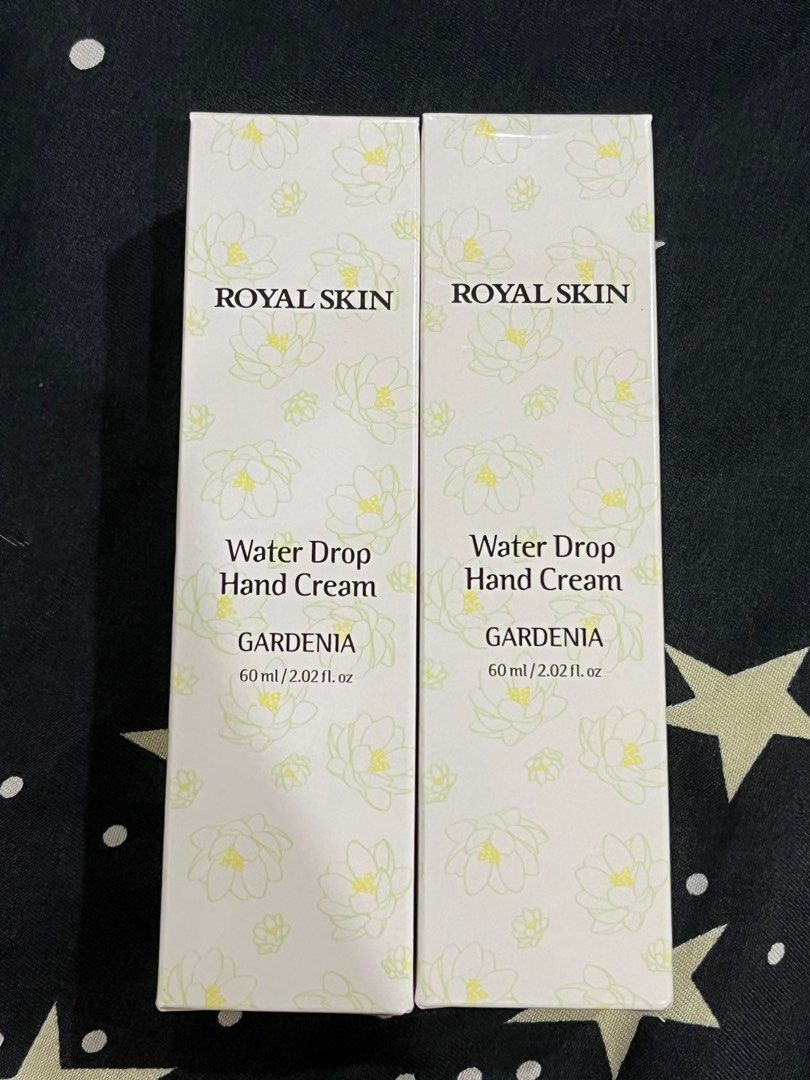 ROYAL SKIN
Water Drop
Hand Cream
GARDENIA
60 ml / 2.02 fl. oz
ROYAL SKIN
Water Drop
Hand Cream
GARDENIA
60 ml / 2.02 fl. oz